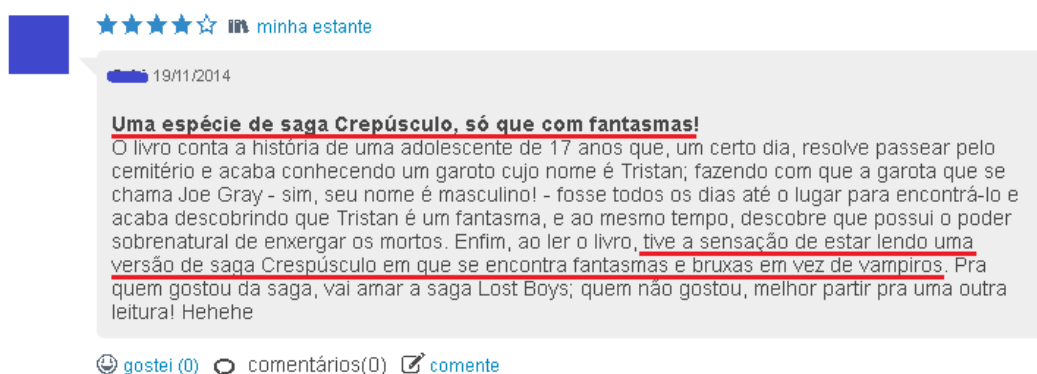 minha estante
19/11/2014
Uma espécie de saga Crepúsculo, só que com fantasmas!
O livro conta a história de uma adolescente de 17 anos que, um certo dia, resolve passear pelo
cemitério e acaba conhecendo um garoto cujo nome é Tristan; fazendo com que a garota que se
chama Joe Gray - sim, seu nome é masculino! - fosse todos os dias até o lugar para encontrá-lo e
acaba descobrindo que Tristan é um fantasma, e ao mesmo tempo, descobre que possui o poder
sobrenatural de enxergar os mortos. Enfim, ao ler o livro, tive a sensação de estar lendo uma
versão de saga Crespúsculo em que se encontra fantasmas e bruxas em vez de vampiros. Pra
quem gostou da saga, vai amar a saga Lost Boys; quem não gostou, melhor partir pra uma outra
leitura! Hehehe
gostei (0) comentários(0) comente